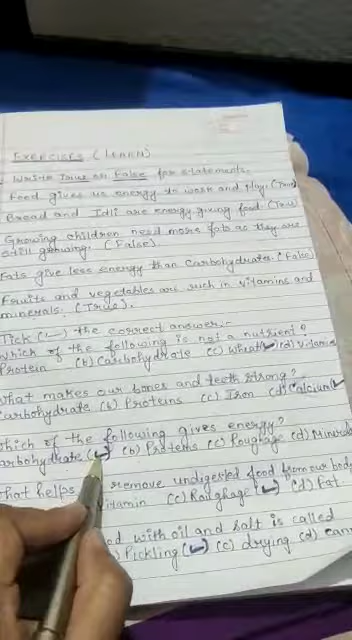 EXERCISES (LEARN)
Write True or False for statements.
Food gives us energy to work and play. (True)
Bread and Idli are energy-giving food (Tru
Growing children need more fats as they are
still growing. (False).
Fats give less energy than Carbohydrate. (False)
Fruits and vegetables are such in vitamins and
minerals. (True).
Tick (✓) the correct answer:-
Which of the following is not a nutrient?
Protein (b) Carbohydrate (c) Wheat ✓ (d) Vitamin
What makes our bones and teeth strong?
Carbohydrate (b) Proteins (c) Iron (d) Calcium ✓
Which of the following gives energy?
Carbohydrate (✓) (b) Proteins (c) Roughage (d) Minerals
What helps remove undigested food from our body
Vitamin (c) Roughage (✓) (d) Fat
with oil and salt is called
Pickling (✓) (c) drying (d) cann